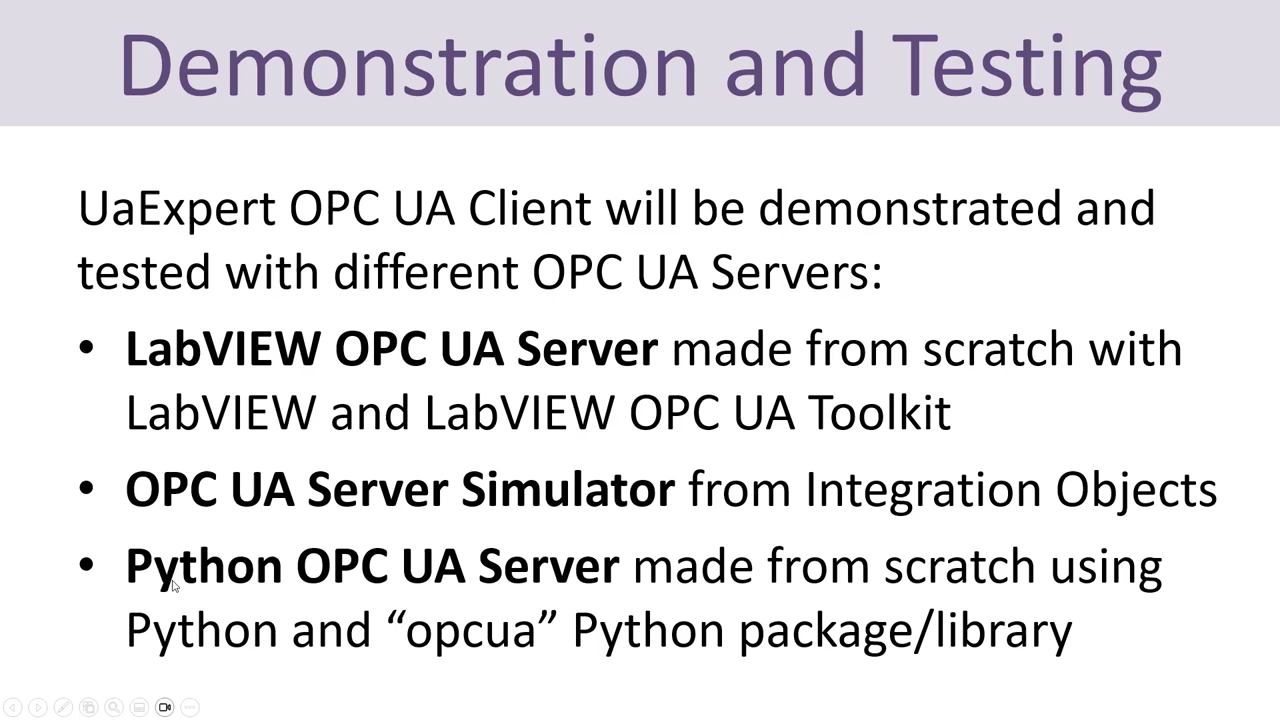 Demonstration and Testing
UaExpert OPC UA Client will be demonstrated and
tested with different OPC UA Servers:
• LabVIEW OPC UA Server made from scratch with
LabVIEW and LabVIEW OPC UA Toolkit
• OPC UA Server Simulator from Integration Objects
• Python OPC UA Server made from scratch using
Python and “opcua” Python package/library